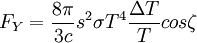 F_Y = \frac{8\pi}{3c} s^2 \sigma T^4 \frac{\Delta T}{T} cos\zeta